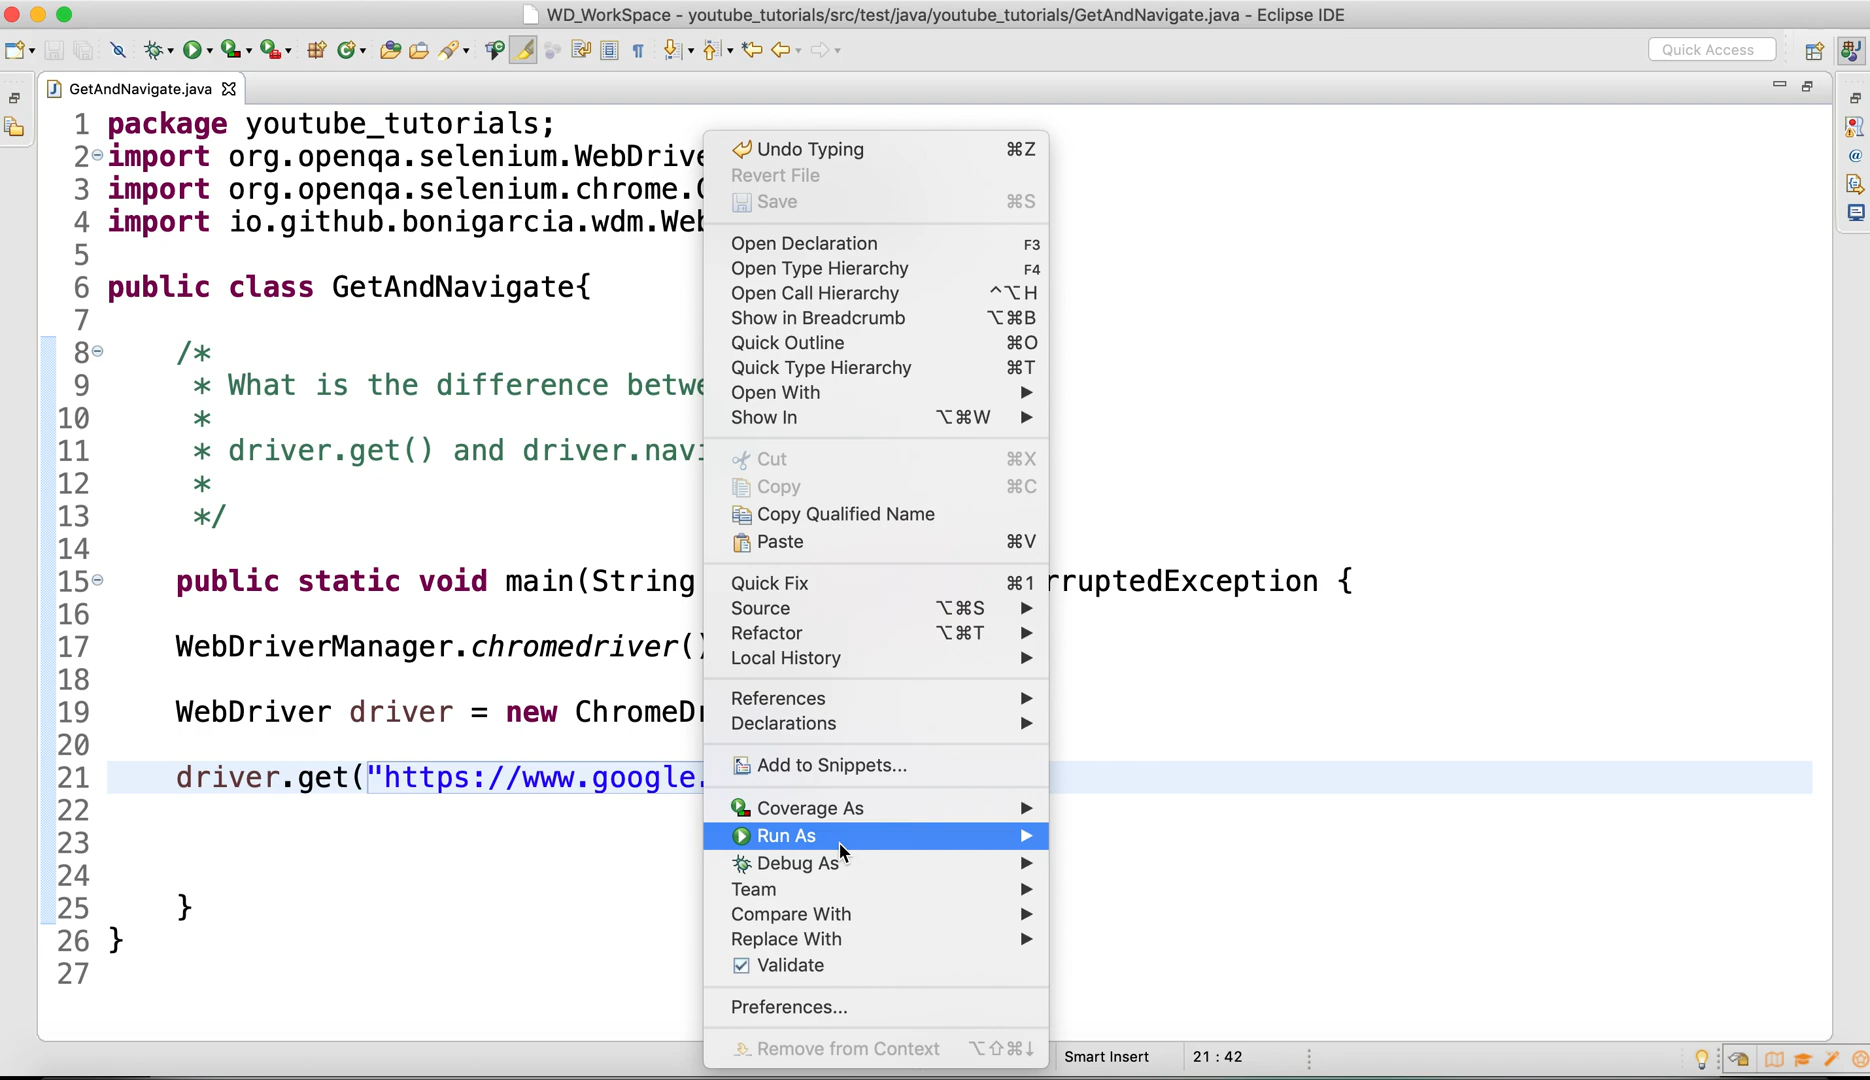 WD_WorkSpace - youtube_tutorials/src/test/java/youtube_tutorials/GetAndNavigate.java - Eclipse IDE
Quick Access
GetAndNavigate.java
1 package youtube_tutorials;
2 import org.openqa.selenium.WebDrive
3 import org.openqa.selenium.chrome.
4 import io.github.bonigarcia.wdm.Web
5
6 public class GetAndNavigate{
7
8 /*
9 * What is the difference betwe
10 *
11 * driver.get() and driver.navi
12 *
13 */
14
15 public static void main(String rruptedException {
16
17 WebDriverManager.chromedriver()
18
19 WebDriver driver = new ChromeDr
20
21 driver.get("https://www.google.
22
23
24
25 }
26 }
27
Undo Typing ⌘Z
Revert File
Save ⌘S
Open Declaration F3
Open Type Hierarchy F4
Open Call Hierarchy ^⌥H
Show in Breadcrumb ⌥⌘B
Quick Outline ⌘O
Quick Type Hierarchy ⌘T
Open With
Show In ⌥⌘W
Cut ⌘X
Copy ⌘C
Copy Qualified Name
Paste ⌘V
Quick Fix ⌘1
Source ⌥⌘S
Refactor ⌥⌘T
Local History
References
Declarations
Add to Snippets...
Coverage As
Run As
Debug As
Team
Compare With
Replace With
Validate
Preferences...
Remove from Context ⌥⇧⌘↓
Smart Insert 21 : 42